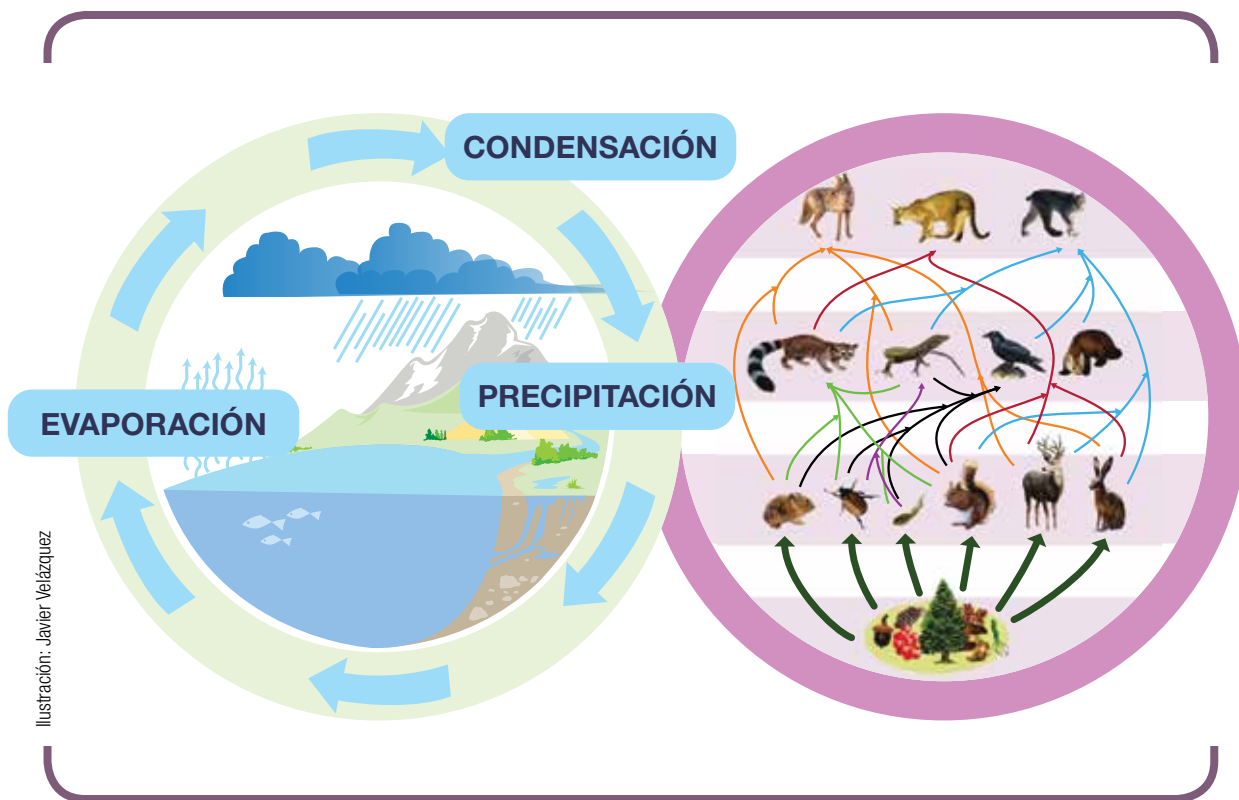 CONDENSACIÓN
PRECIPITACIÓN
EVAPORACIÓN
Ilustración: Javier Velázquez